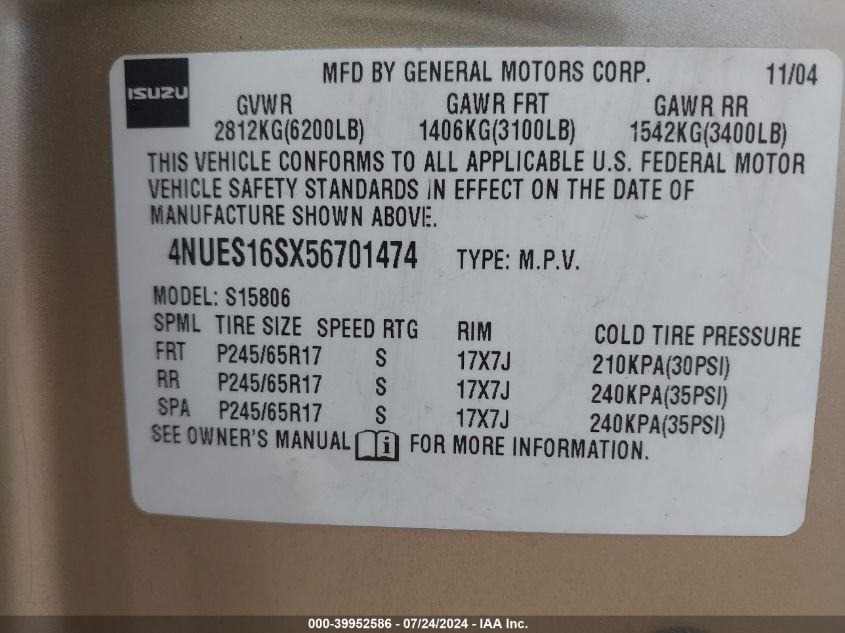 MFD BY GENERAL MOTORS CORP. 11/04
ISUZU
GVWR GAWR FRT GAWR RR
2812KG(6200LB) 1406KG(3100LB) 1542KG(3400LB)
THIS VEHICLE CONFORMS TO ALL APPLICABLE U.S. FEDERAL MOTOR
VEHICLE SAFETY STANDARDS IN EFFECT ON THE DATE OF
MANUFACTURE SHOWN ABOVE.
4NUES16SX56701474 TYPE: M.P.V.
MODEL: S15806
SPML TIRE SIZE SPEED RTG RIM COLD TIRE PRESSURE
FRT P245/65R17 S 17X7J 210KPA(30PSI)
RR P245/65R17 S 17X7J 240KPA(35PSI)
SPA P245/65R17 S 17X7J 240KPA(35PSI)
SEE OWNER'S MANUAL i FOR MORE INFORMATION.
000-39952586 - 07/24/2024 - IAA Inc.